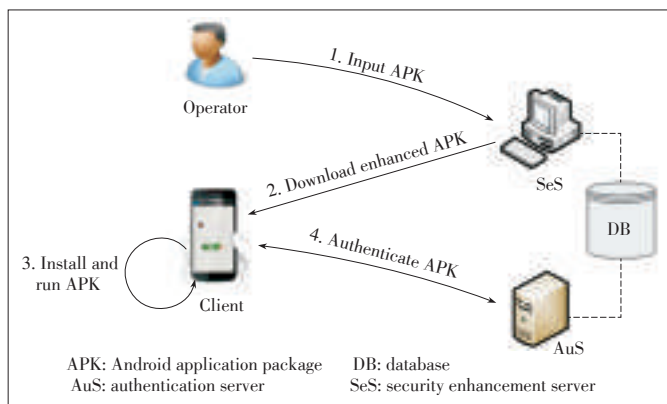 1. Input APK
Operator
2. Download enhanced APK
SeS
DB
4. Authenticate APK
3. Install and
run APK
Client
AuS
APK: Android application package DB: database
AuS: authentication server SeS: security enhancement server